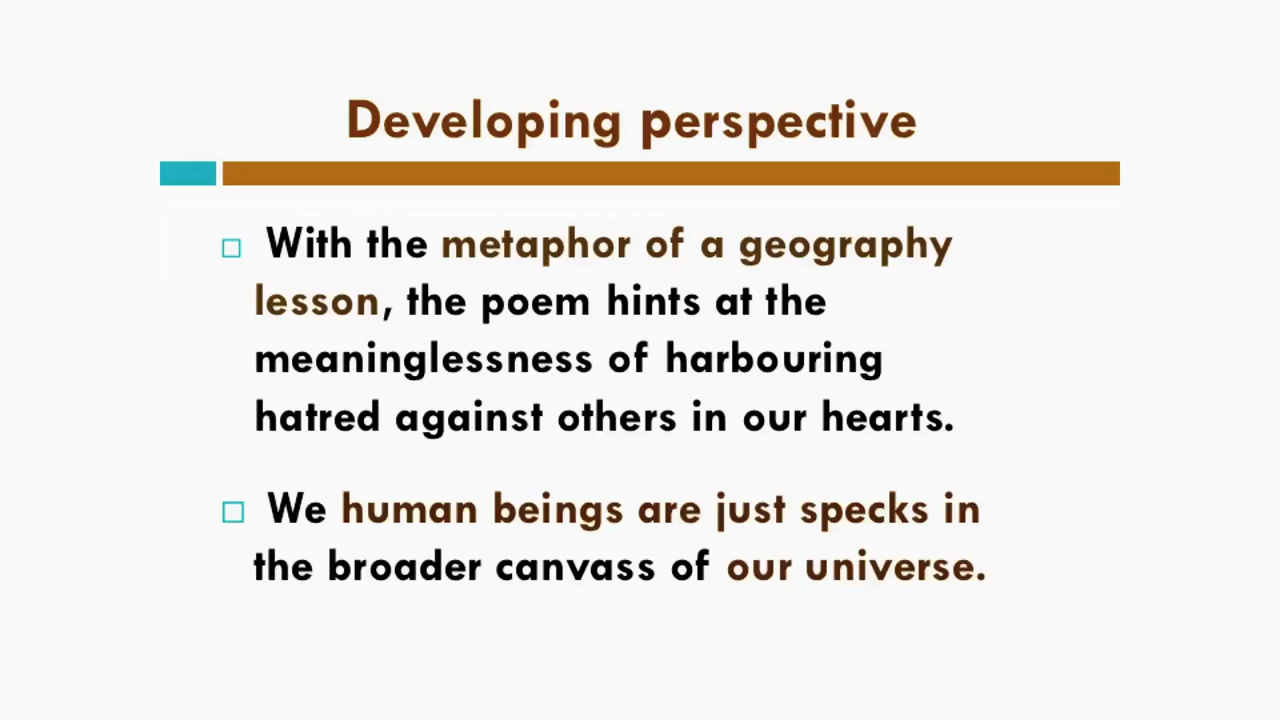 Developing perspective
With the metaphor of a geography
lesson, the poem hints at the
meaninglessness of harbouring
hatred against others in our hearts.
We human beings are just specks in
the broader canvass of our universe.